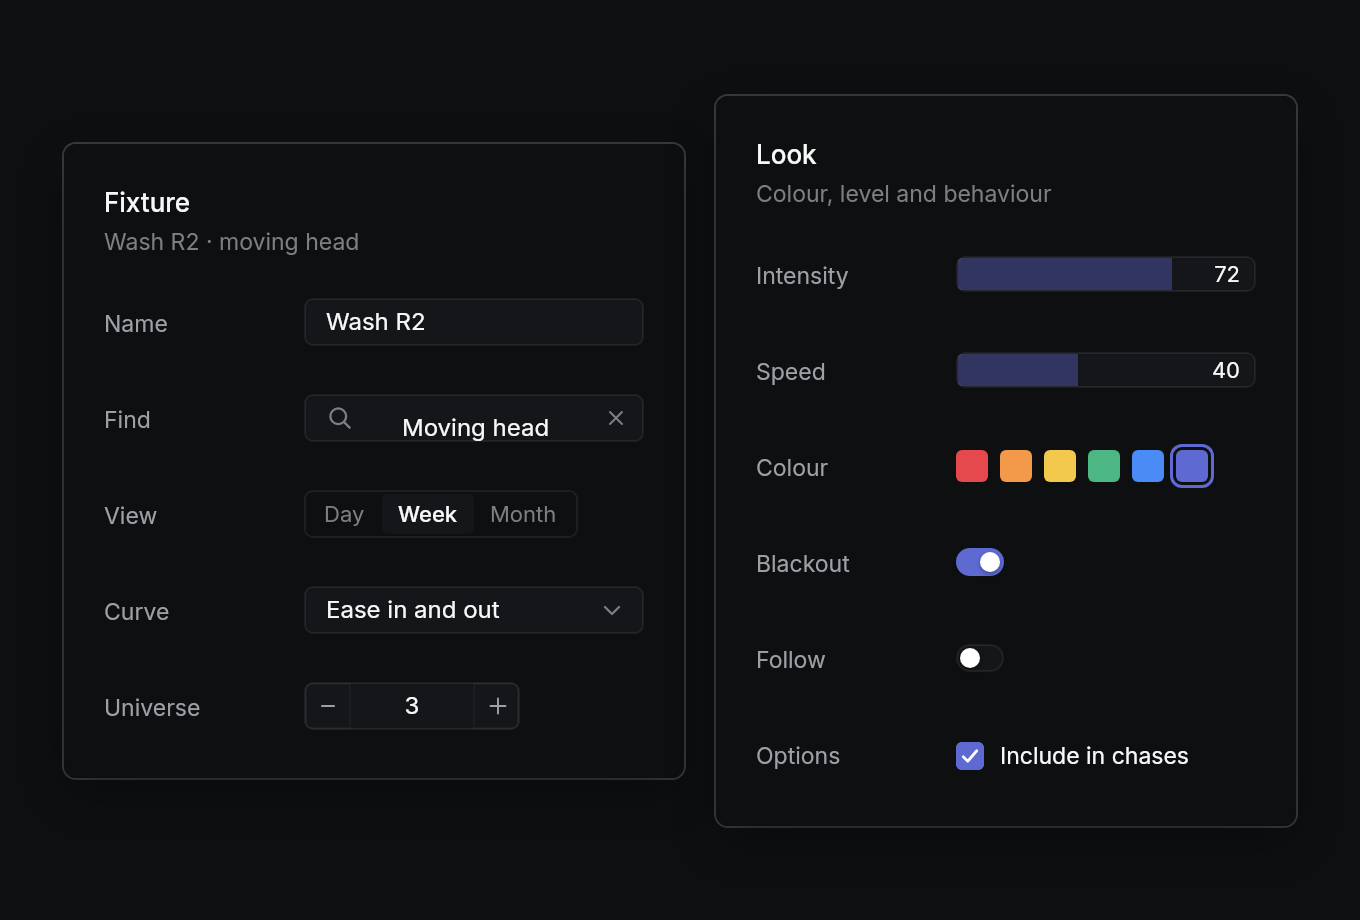 Fixture
Wash R2 · moving head
Name
Wash R2
Find
Moving head
View
Day Week Month
Curve
Ease in and out
Universe
3
Look
Colour, level and behaviour
Intensity
72
Speed
40
Colour
Blackout
Follow
Options
Include in chases